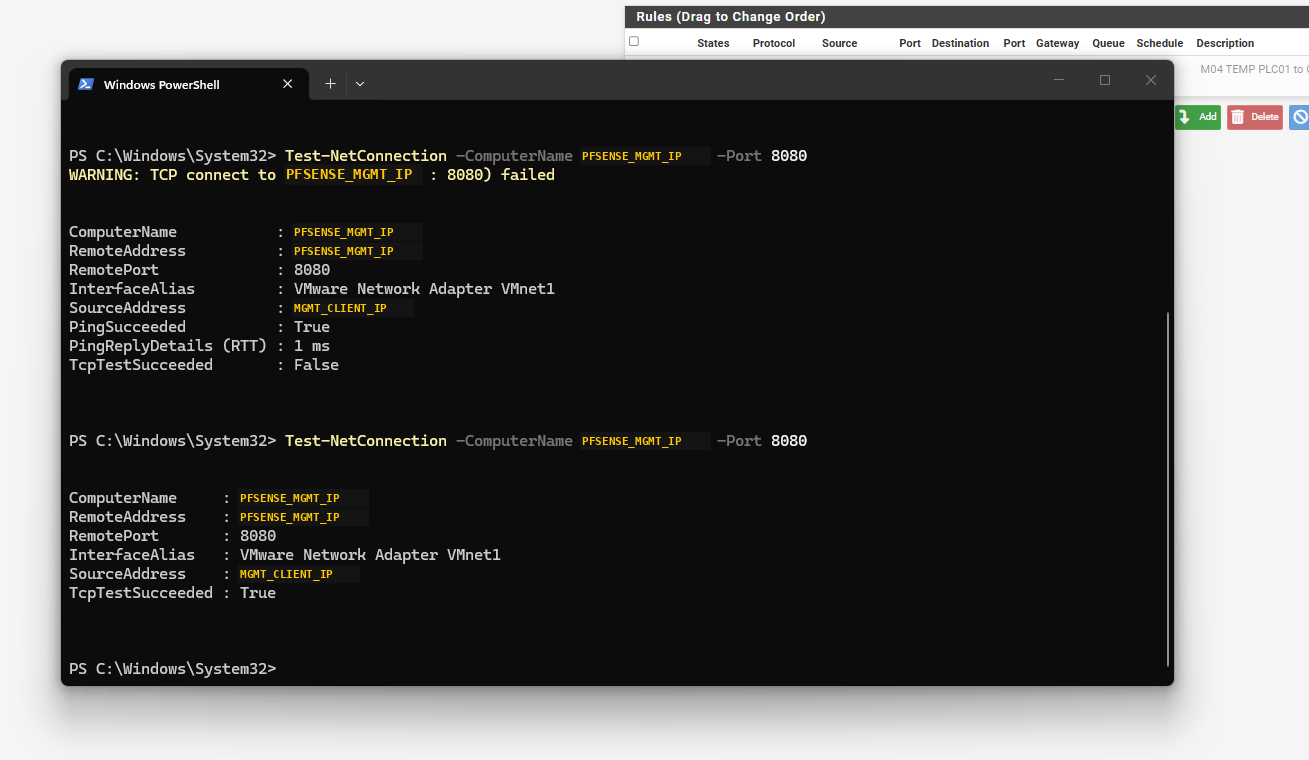 Rules (Drag to Change Order)
States Protocol Source Port Destination Port Gateway Queue Schedule Description
M04 TEMP PLC01 to
Add Delete
Windows PowerShell
PS C:\Windows\System32> Test-NetConnection -ComputerName PFSENSE_MGMT_IP -Port 8080
WARNING: TCP connect to PFSENSE_MGMT_IP : 8080) failed
ComputerName : PFSENSE_MGMT_IP
RemoteAddress : PFSENSE_MGMT_IP
RemotePort : 8080
InterfaceAlias : VMware Network Adapter VMnet1
SourceAddress : MGMT_CLIENT_IP
PingSucceeded : True
PingReplyDetails (RTT) : 1 ms
TcpTestSucceeded : False
PS C:\Windows\System32> Test-NetConnection -ComputerName PFSENSE_MGMT_IP -Port 8080
ComputerName : PFSENSE_MGMT_IP
RemoteAddress : PFSENSE_MGMT_IP
RemotePort : 8080
InterfaceAlias : VMware Network Adapter VMnet1
SourceAddress : MGMT_CLIENT_IP
TcpTestSucceeded : True
PS C:\Windows\System32>